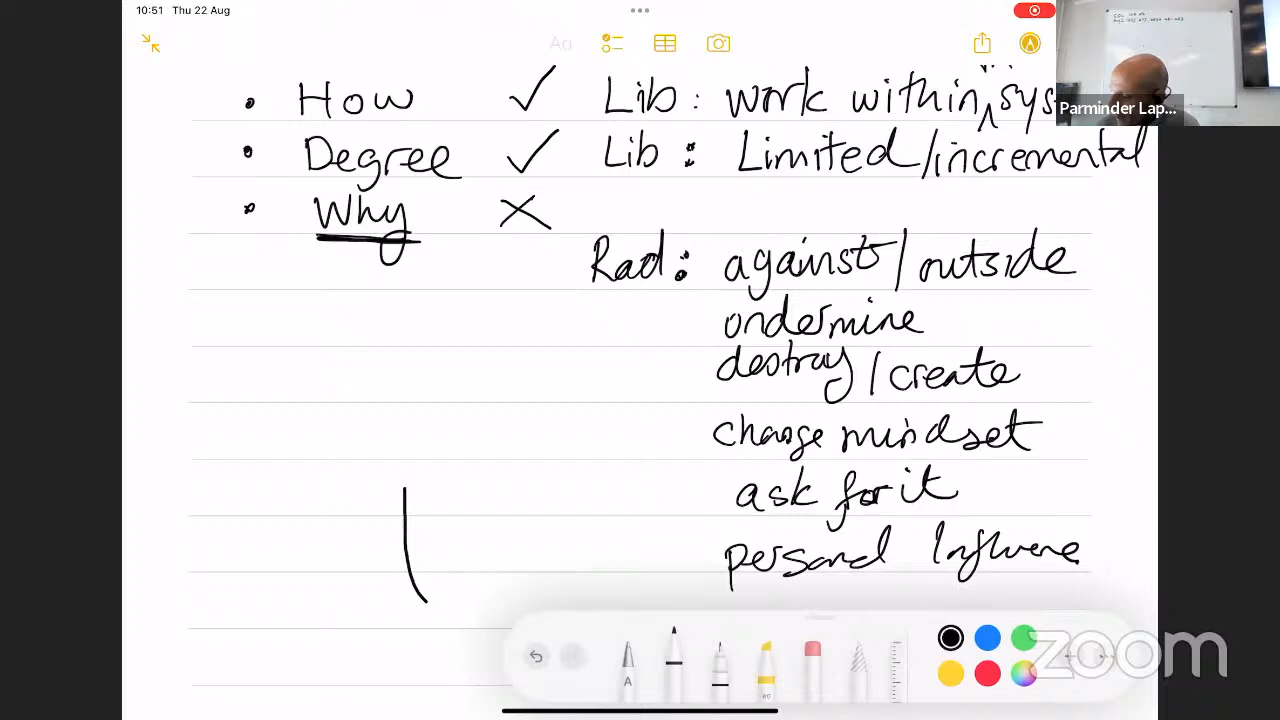 10:51 Thu 22 Aug
Aa
• How ✓ Lib: work within sys
Parminder Lap...
• Degree ✓ Lib: Limited/incremental
• Why ×
Rad: against/outside
undermine
destroy/create
change mindset
ask for it
personal Influence
A
zoom